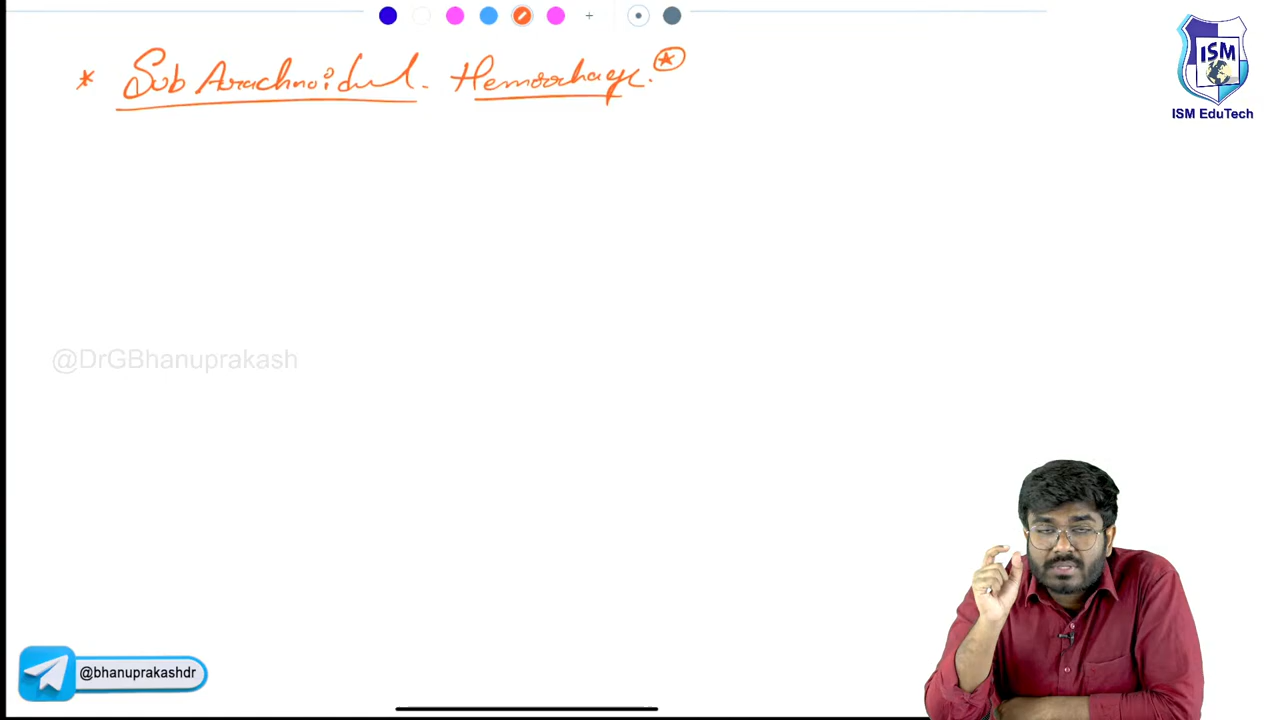 * Sub Arachnoidal. Hemorrhage. *
ISM
ISM EduTech
@DrGBhanuprakash
@bhanuprakashdr